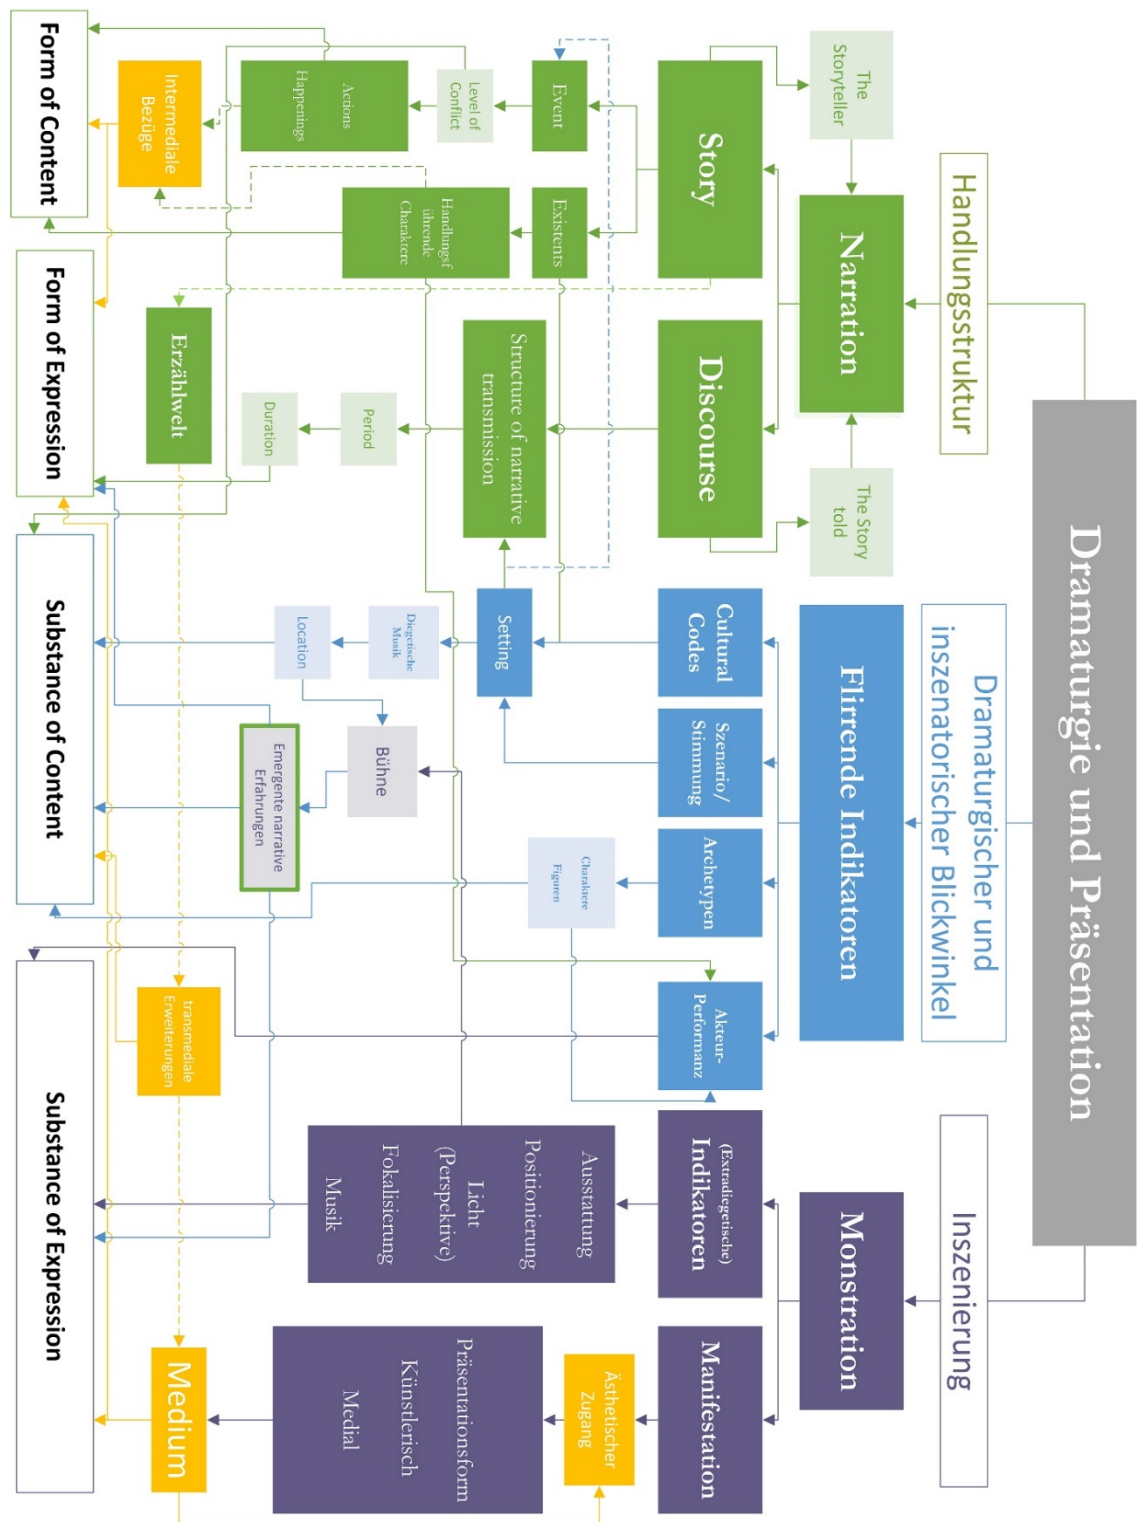 Dramaturgie und Präsentation
Handlungsstruktur
Dramaturgischer und
inszenatorischer Blickwinkel
Inszenierung
The
Storyteller
Narration
The Story
told
Flirrende Indikatoren
Monstration
Story
Discourse
Cultural
Codes
Szenario/
Stimmung
Archetypen
Akteur-
Performanz
(Extradiegetische)
Indikatoren
Manifestation
Event
Existents
Structure of narrative
transmission
Setting
Charaktere
Figuren
Ästhetischer
Zugang
Level of
Conflict
Handlungsf
ührende
Charaktere
Period
Diegetische
Musik
Bühne
Ausstattung
Positionierung
Licht
(Perspektive)
Fokalisierung
Musik
Präsentationsform
Künstlerisch
Medial
Actions
Happenings
Duration
Location
Emergente narrative
Erfahrungen
Intermediale
Bezüge
Erzählwelt
transmediale
Erweiterungen
Medium
Form of Content
Form of Expression
Substance of Content
Substance of Expression